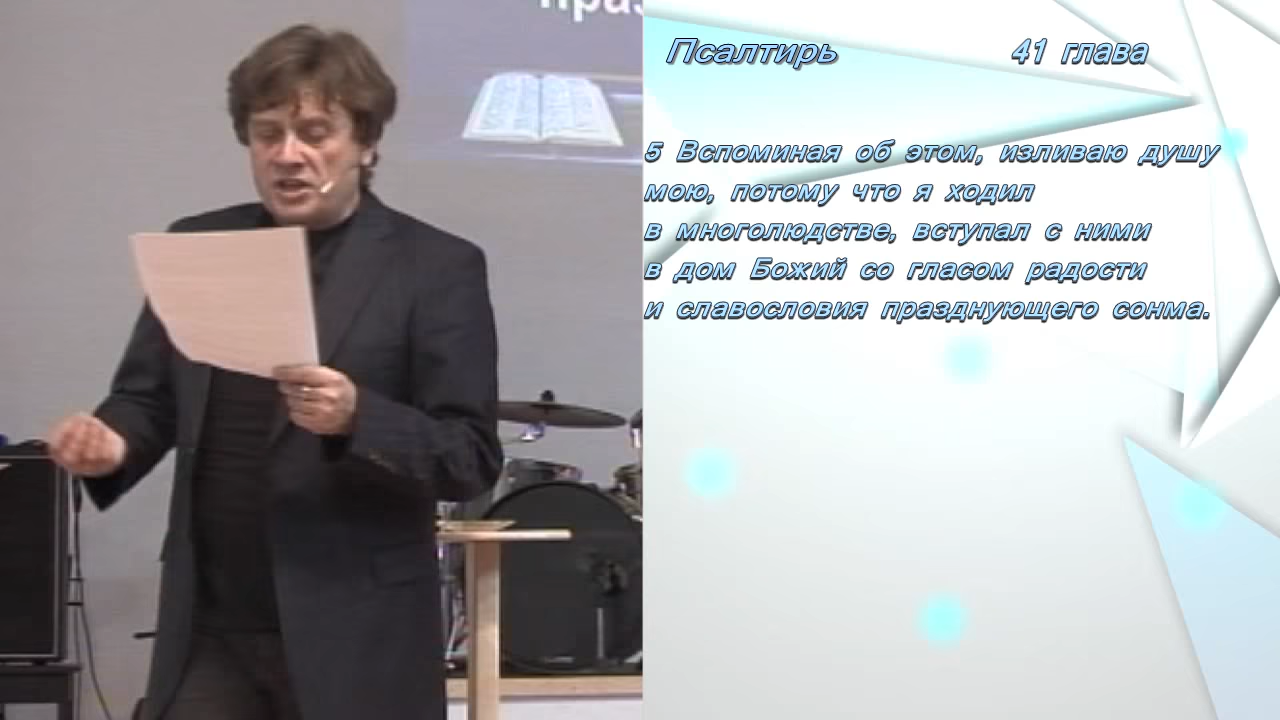 Псалтирь 41 глава
5 Вспоминая об этом, изливаю душу
мою, потому что я ходил
в многолюдстве, вступал с ними
в дом Божий со гласом радости
и славословия празднующего сонма.